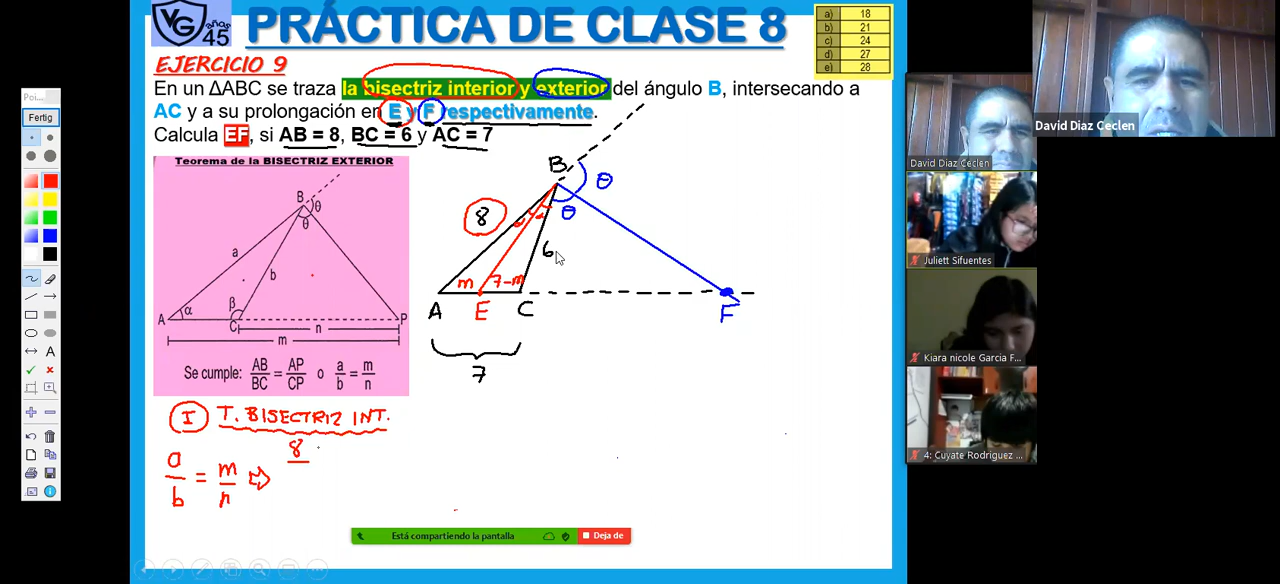 VG años 45
PRÁCTICA DE CLASE 8
a) 18
b) 21
c) 24
d) 27
e) 28
EJERCICIO 9
En un ΔABC se traza la bisectriz interior y exterior del ángulo B, intersecando a
AC y a su prolongación en E y F respectivamente.
Calcula EF, si AB = 8, BC = 6 y AC = 7
Teorema de la BISECTRIZ EXTERIOR
B θ
θ
a
b
β
A α C P
n
m
Se cumple: AB/BC = AP/CP o a/b = m/n
B θ
θ
8
6
m 7-m
A E C F
7
I T. BISECTRIZ INT.
a/b = m/n ⇒ 8
Poi...
Fertig
A
Está compartiendo la pantalla
Deja de
David Diaz Ceclen
David Diaz Ceclen
Juliett Sifuentes
Kiara nicole Garcia F...
4: Cuyate Rodriguez ...